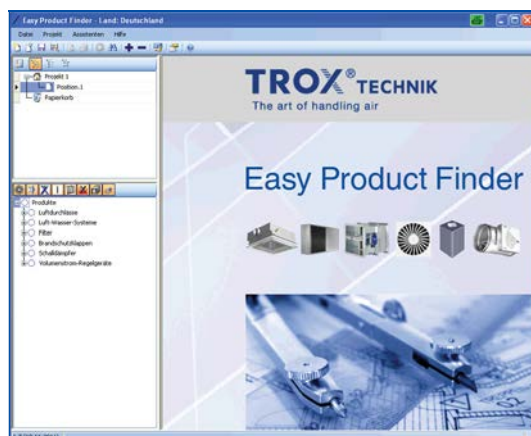 Easy Product Finder - Land: Deutschland
Datei Projekt Assistenten Hilfe
Projekt 1
Position.1
Papierkorb
Produkte
Luftdurchlässe
Luft-Wasser-Systeme
Filter
Brandschutzklappen
Schalldämpfer
Volumenstrom-Regelgeräte
TROX® TECHNIK
The art of handling air
Easy Product Finder